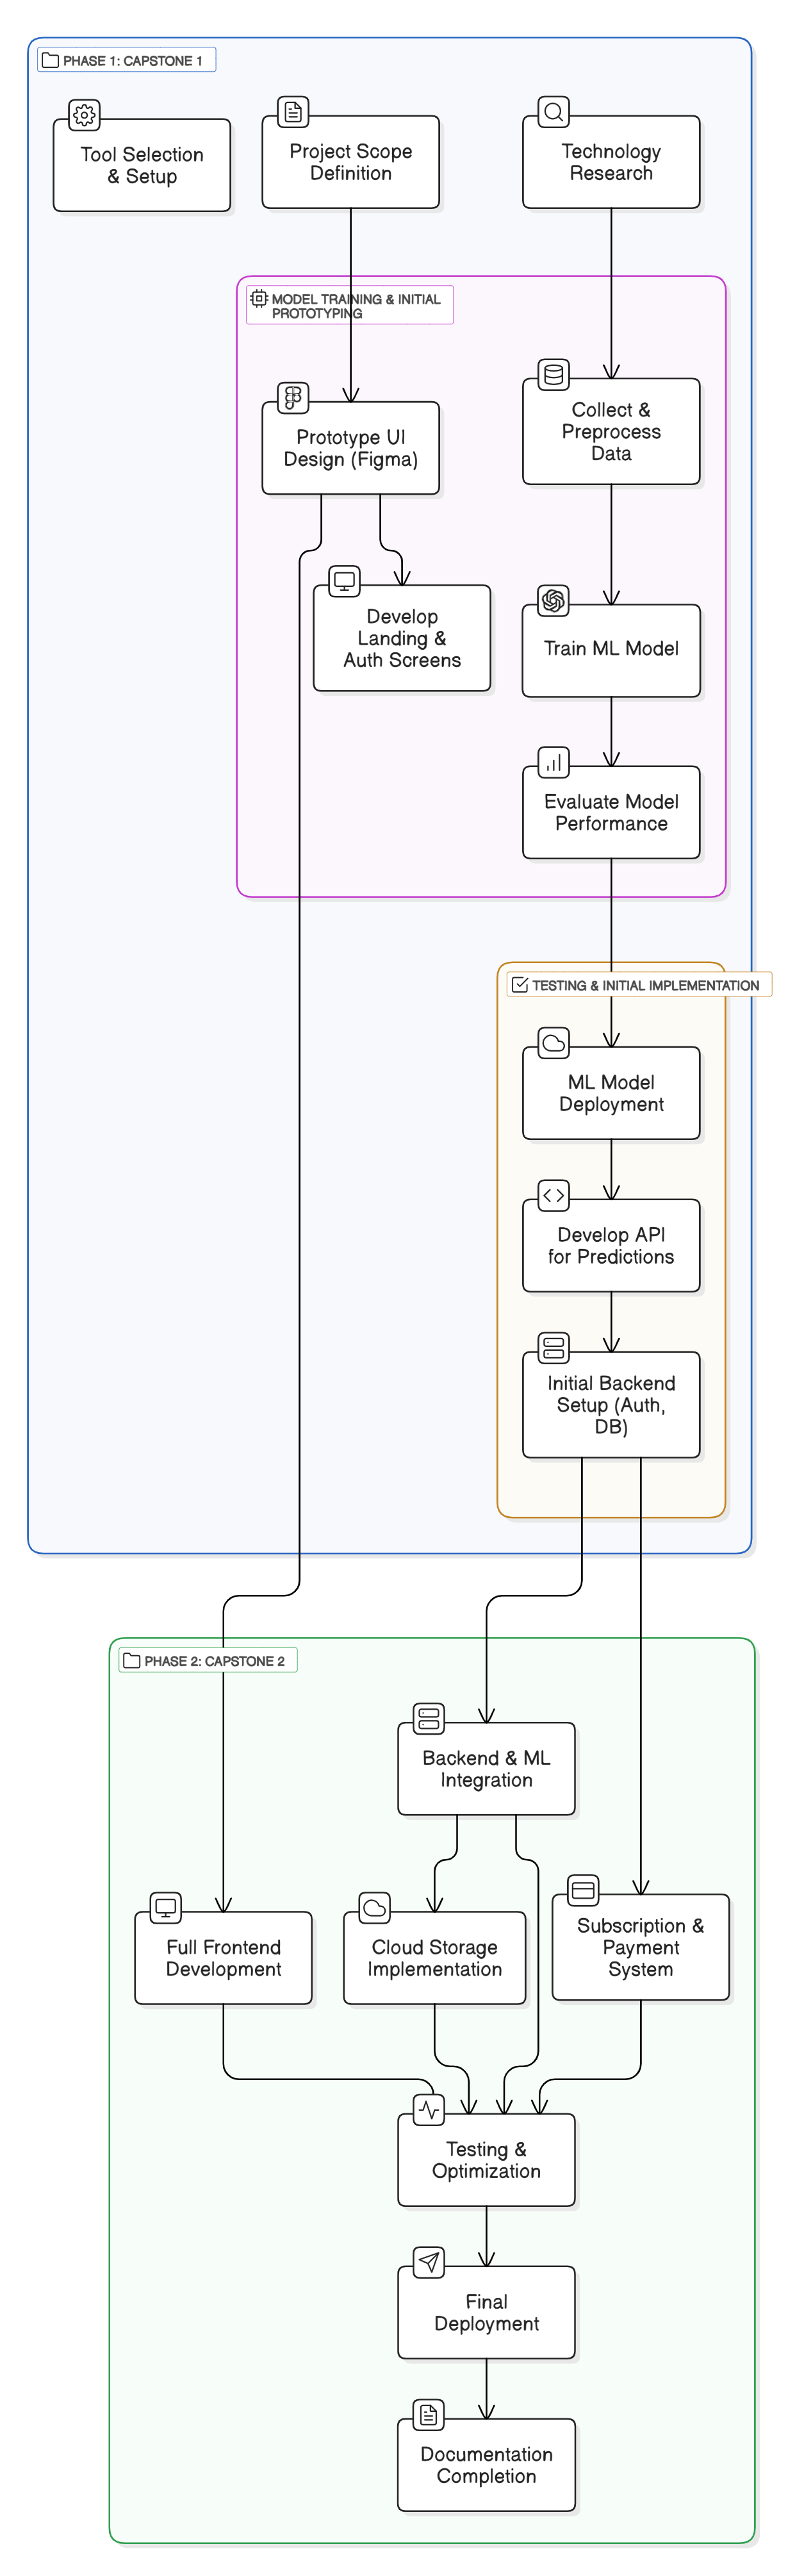 PHASE 1: CAPSTONE 1
Tool Selection
& Setup
Project Scope
Definition
Technology
Research
MODEL TRAINING & INITIAL
PROTOTYPING
Prototype UI
Design (Figma)
Collect &
Preprocess
Data
Develop
Landing &
Auth Screens
Train ML Model
Evaluate Model
Performance
TESTING & INITIAL IMPLEMENTATION
ML Model
Deployment
Develop API
for Predictions
Initial Backend
Setup (Auth,
DB)
PHASE 2: CAPSTONE 2
Backend & ML
Integration
Full Frontend
Development
Cloud Storage
Implementation
Subscription &
Payment
System
Testing &
Optimization
Final
Deployment
Documentation
Completion